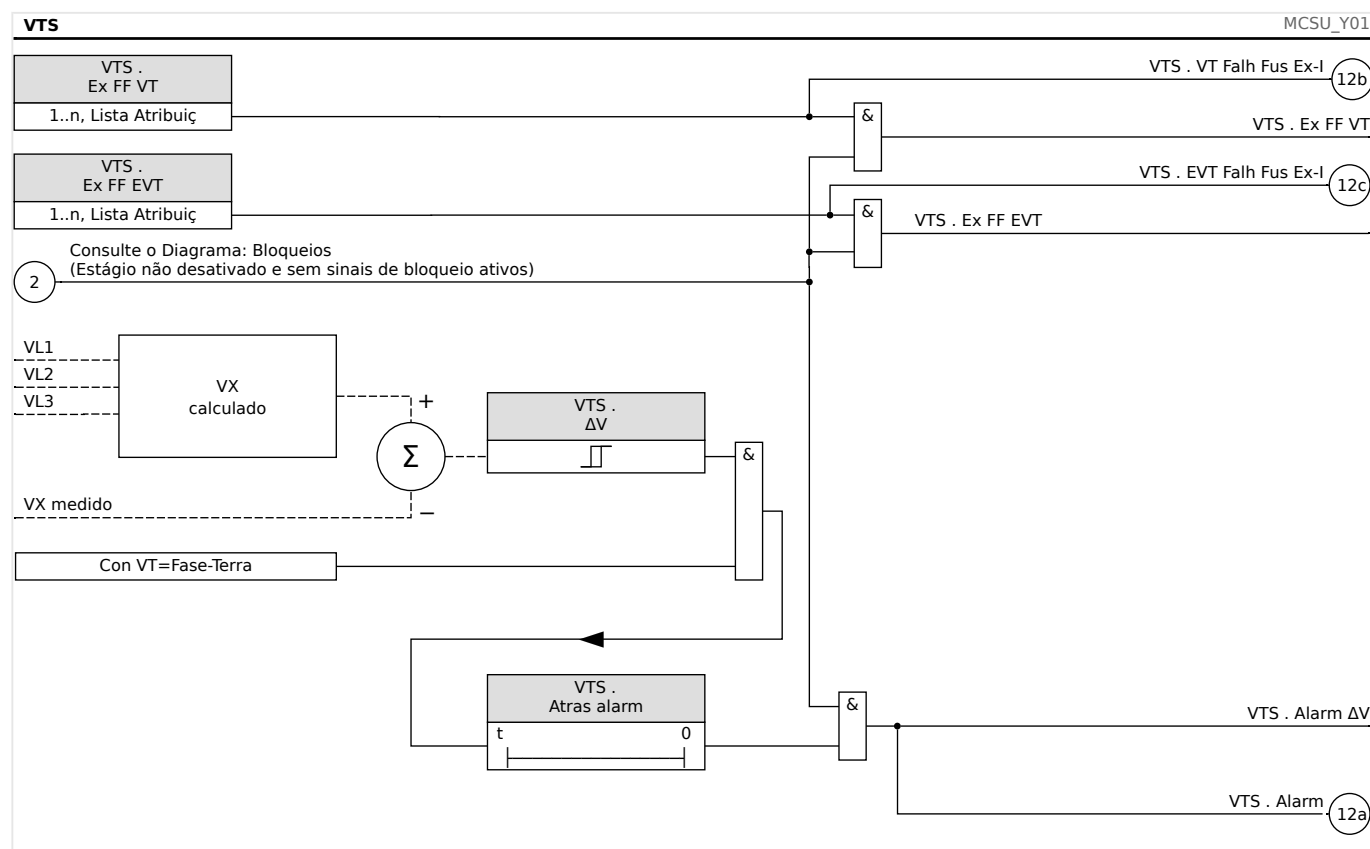 VTS
MCSU_Y01
VTS .
Ex FF VT
1..n, Lista Atribuiç
VTS . VT Falh Fus Ex-I
12b
&
VTS . Ex FF VT
VTS .
Ex FF EVT
1..n, Lista Atribuiç
VTS . EVT Falh Fus Ex-I
12c
&
VTS . Ex FF EVT
Consulte o Diagrama: Bloqueios
(Estágio não desativado e sem sinais de bloqueio ativos)
2
VL1
VL2
VL3
VX
calculado
+
Σ
−
VTS .
ΔV
&
VX medido
Con VT=Fase-Terra
VTS .
Atras alarm
t
0
&
VTS . Alarm ΔV
VTS . Alarm
12a